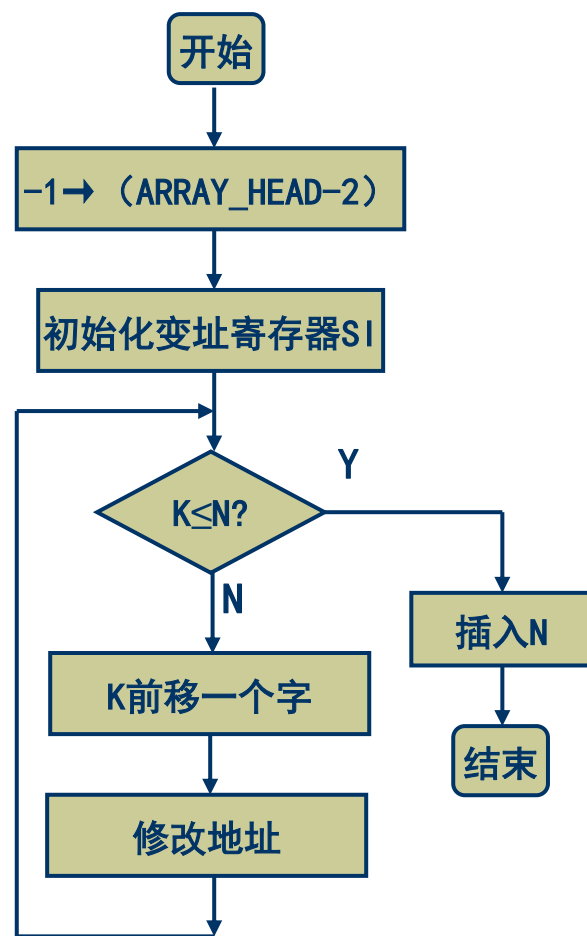 开始
-1→（ARRAY_HEAD-2）
初始化变址寄存器SI
K≤N?
Y
N
插入N
K前移一个字
结束
修改地址